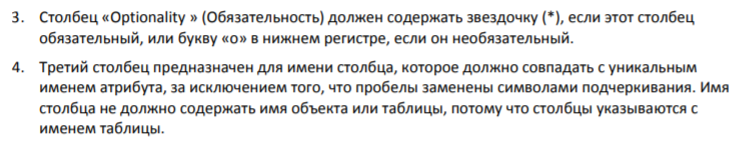 3. Столбец «Optionality » (Обязательность) должен содержать звездочку (*), если этот столбец
обязательный, или букву «о» в нижнем регистре, если он необязательный.
4. Третий столбец предназначен для имени столбца, которое должно совпадать с уникальным
именем атрибута, за исключением того, что пробелы заменены символами подчеркивания. Имя
столбца не должно содержать имя объекта или таблицы, потому что столбцы указываются с
именем таблицы.